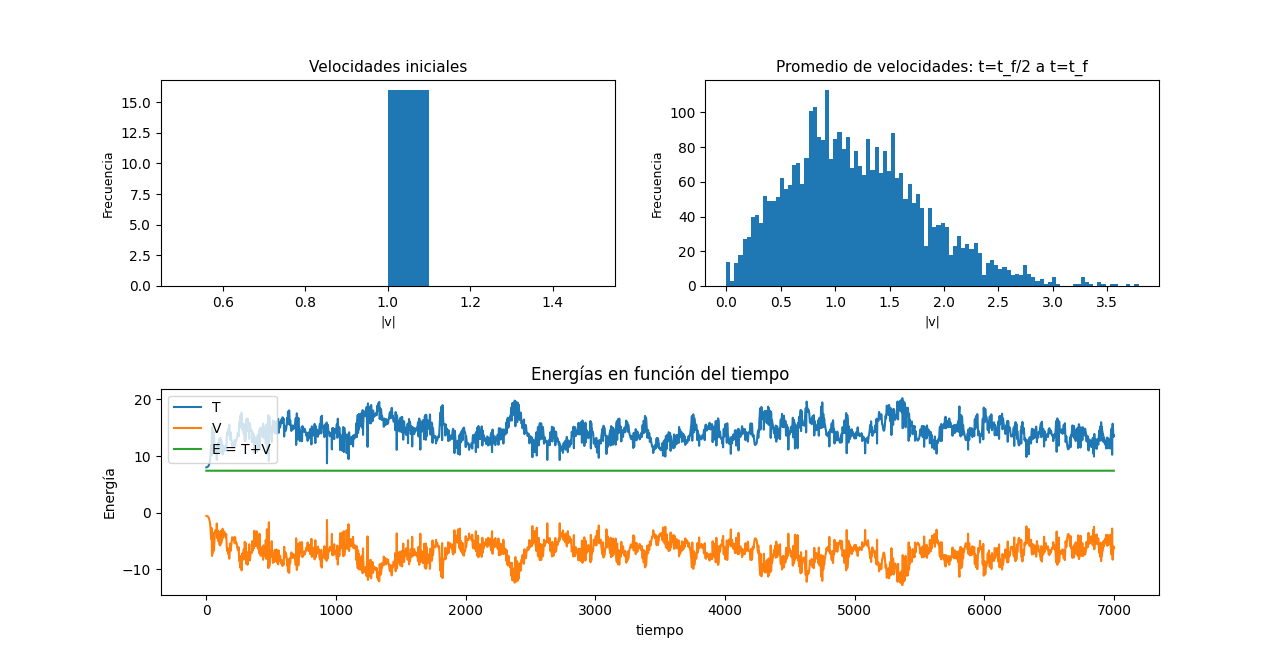 Velocidades iniciales
15.0
12.5
10.0
7.5
5.0
2.5
0.0
Frecuencia
0.6 0.8 1.0 1.2 1.4
|v|
Promedio de velocidades: t=t_f/2 a t=t_f
100
80
60
40
20
0
Frecuencia
0.0 0.5 1.0 1.5 2.0 2.5 3.0 3.5
|v|
Energías en función del tiempo
T
V
E = T+V
20
10
0
−10
Energía
0 1000 2000 3000 4000 5000 6000 7000
tiempo